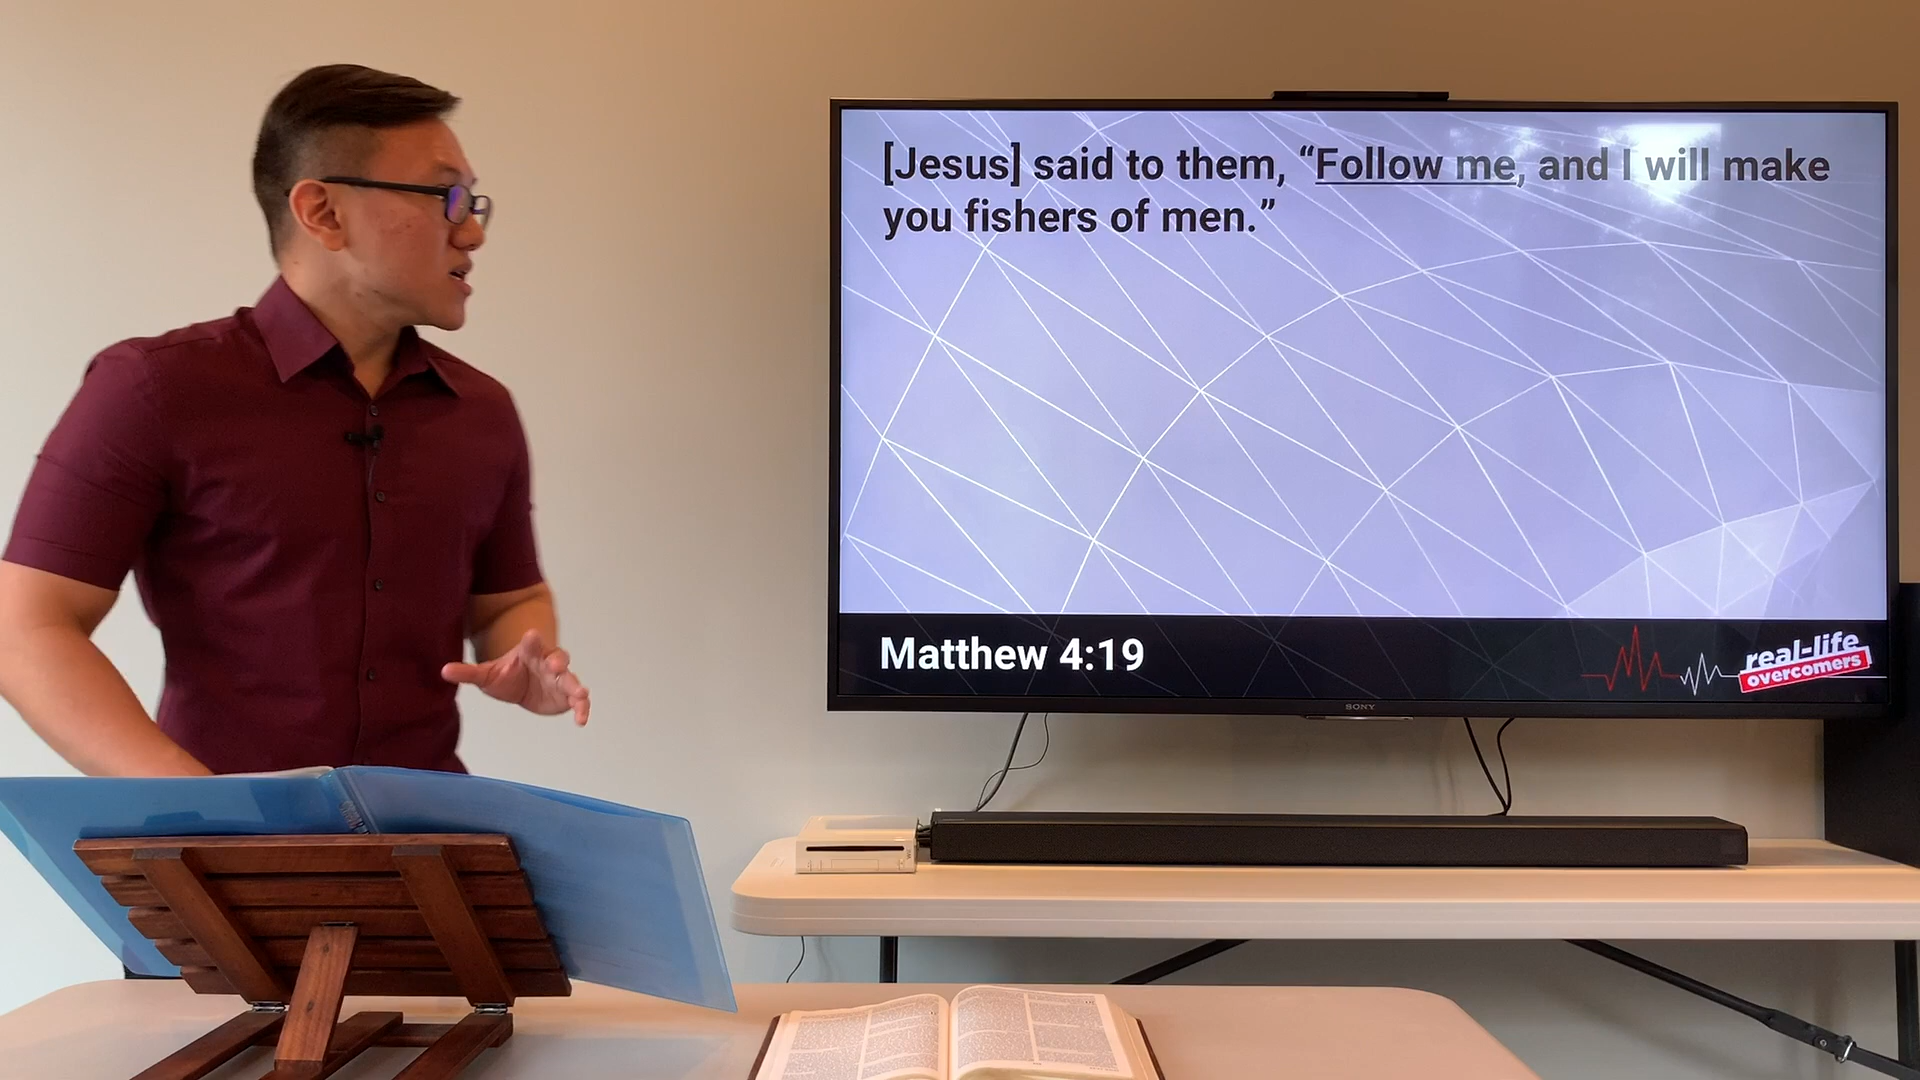 [Jesus] said to them, “Follow me, and I will make
you fishers of men.”
Matthew 4:19
real-life
overcomers
SONY